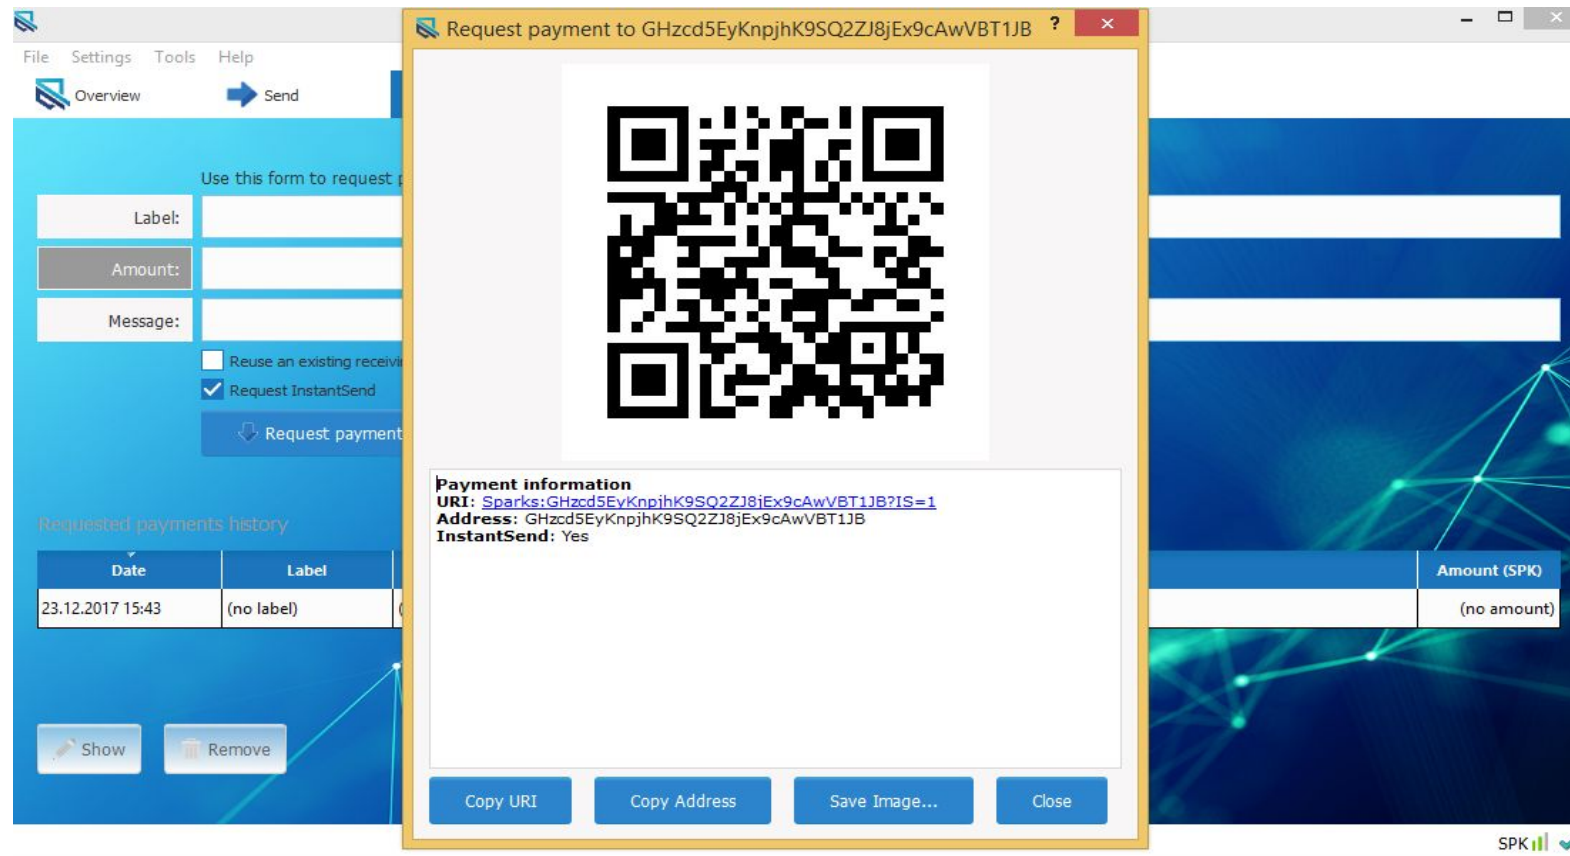 Request payment to GHzcd5EyKnpjhK9SQ2ZJ8jEx9cAwVBT1JB ?
File Settings Tools Help
Overview Send
Use this form to request
Label:
Amount:
Message:
Reuse an existing
Request InstantSend
Request payment
Payment information
URI: Sparks:GHzcd5EyKnpjhK9SQ2ZJ8jEx9cAwVBT1JB?IS=1
Address: GHzcd5EyKnpjhK9SQ2ZJ8jEx9cAwVBT1JB
InstantSend: Yes
Requested payments history
Date Label Amount (SPK)
23.12.2017 15:43 (no label) ( (no amount)
Show Remove
Copy URI Copy Address Save Image... Close
SPK